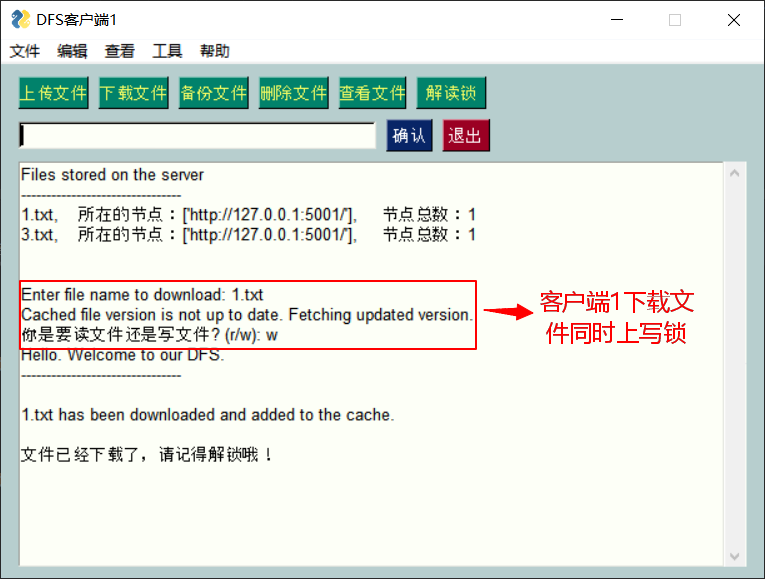 DFS客户端1
文件 编辑 查看 工具 帮助
上传文件 下载文件 备份文件 删除文件 查看文件 解读锁
确认 退出
Files stored on the server
--------------------------------
1.txt, 所在的节点：['http://127.0.0.1:5001/'], 节点总数：1
3.txt, 所在的节点：['http://127.0.0.1:5001/'], 节点总数：1
Enter file name to download: 1.txt
Cached file version is not up to date. Fetching updated version.
你是要读文件还是写文件? (r/w): w
Hello. Welcome to our DFS.
--------------------------------
1.txt has been downloaded and added to the cache.
文件已经下载了，请记得解锁哦！
客户端1下载文
件同时上写锁